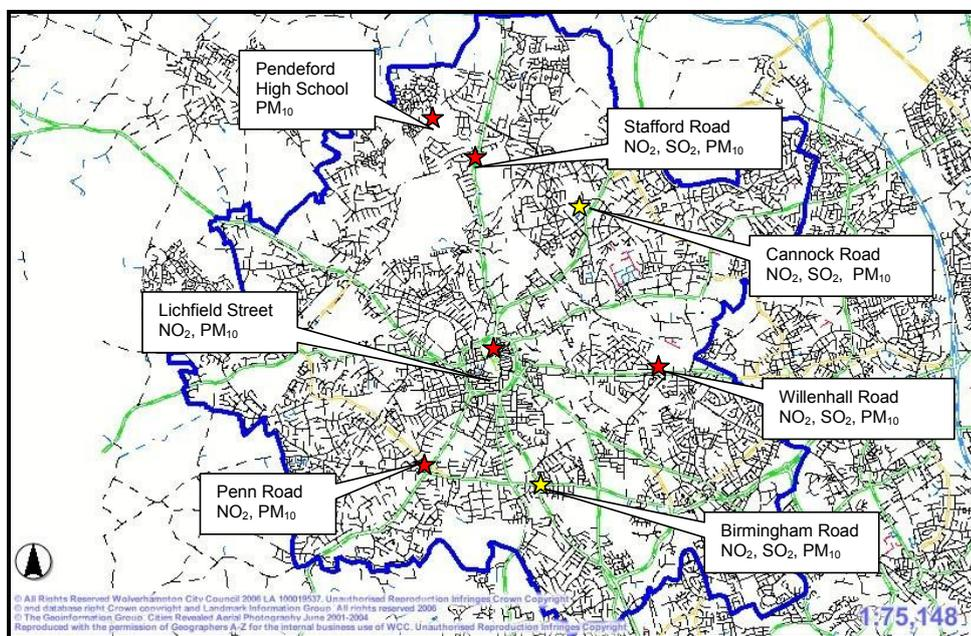 Pendeford
High School
PM₁₀
Stafford Road
NO₂, SO₂, PM₁₀
Cannock Road
NO₂, SO₂, PM₁₀
Lichfield Street
NO₂, PM₁₀
Willenhall Road
NO₂, SO₂, PM₁₀
Penn Road
NO₂, PM₁₀
Birmingham Road
NO₂, SO₂, PM₁₀
© All Rights Reserved Wolverhampton City Council 2006 LA 100019537. Unauthorised Reproduction Infringes Crown Copyright
© and database right Crown copyright and Landmark Information Group. All rights reserved 2006
© The Geoinformation Group. Cities Revealed Aerial Photography June 2001-2004
Reproduced with the permission of Geographers A-Z for the internal business use of WCC. Unauthorised Reproduction Infringes Copyright
1:75,148